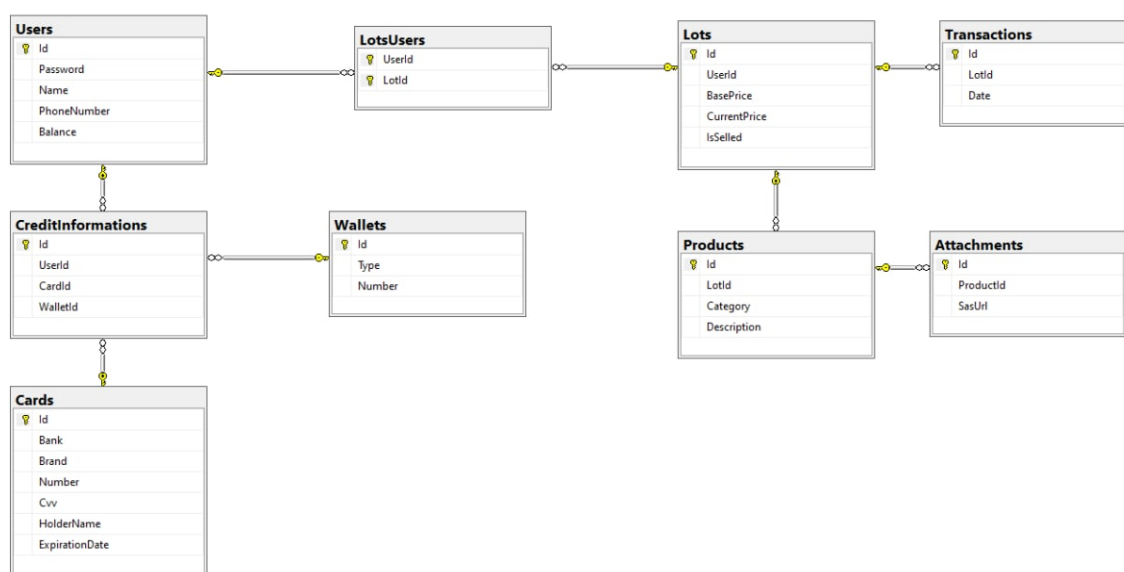 Users
Id
Password
Name
PhoneNumber
Balance
LotsUsers
UserId
LotId
Lots
Id
UserId
BasePrice
CurrentPrice
IsSelled
Transactions
Id
LotId
Date
CreditInformations
Id
UserId
CardId
WalletId
Wallets
Id
Type
Number
Products
Id
LotId
Category
Description
Attachments
Id
ProductId
SasUrl
Cards
Id
Bank
Brand
Number
Cvv
HolderName
ExpirationDate